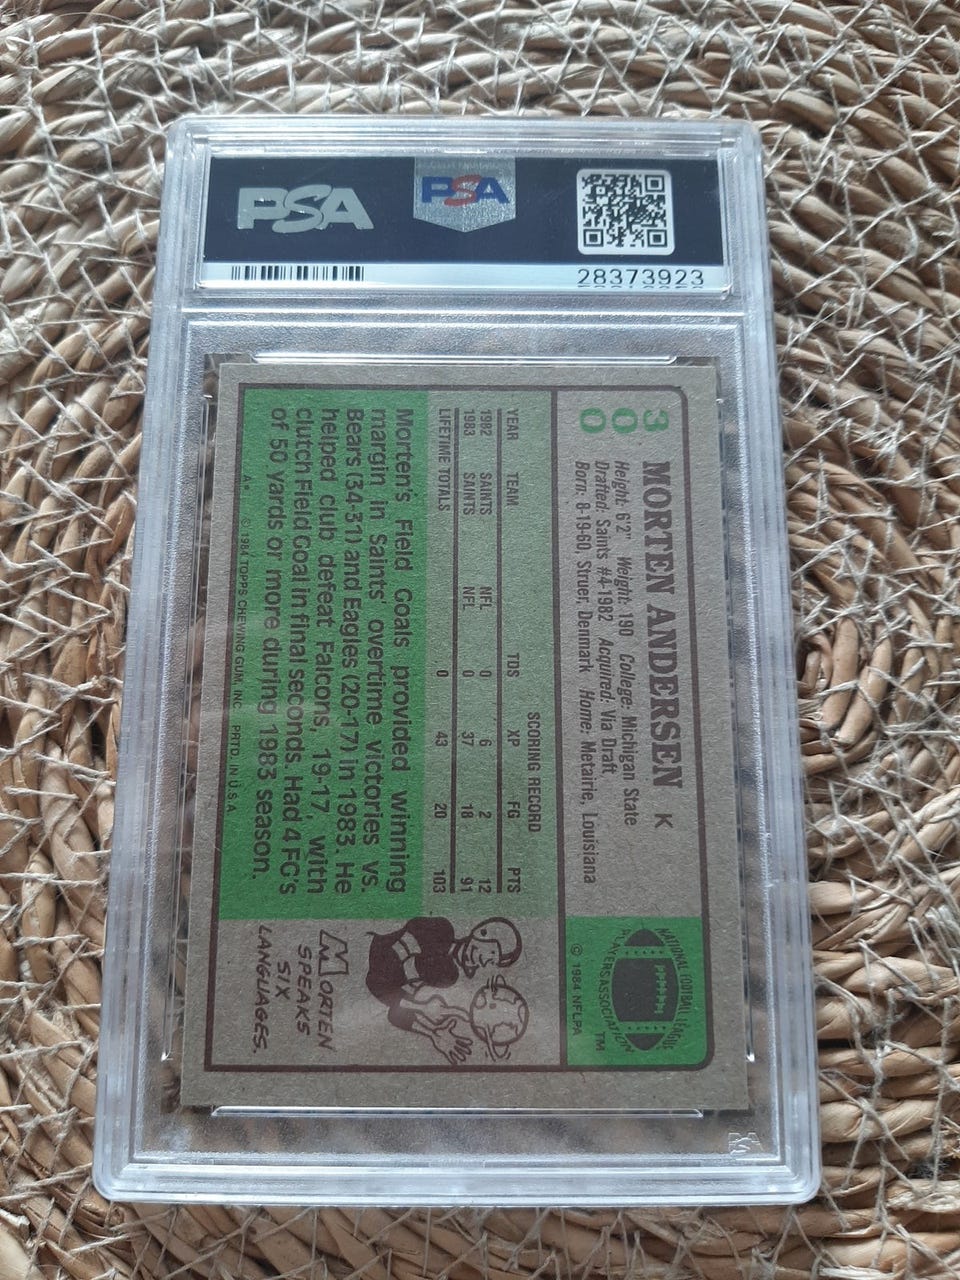 PSA
PSA
28373923
300
MORTEN ANDERSEN K
Height: 6'2" Weight: 190 College: Michigan State
Drafted: Saints #4-1982 Acquired: Via Draft
Born: 8-19-60, Struer, Denmark Home: Metairie, Louisiana
NATIONAL FOOTBALL LEAGUE
PLAYERS ASSOCIATION
TM
© 1984 NFLPA
SCORING RECORD
YEAR TEAM TDS XP FG PTS
1982 SAINTS NFL 0 6 2 12
1983 SAINTS NFL 0 37 18 91
LIFETIME TOTALS 0 43 20 103
Morten's Field Goals provided winning
margin in Saints' overtime victories vs.
Bears (34-31) and Eagles (20-17) in 1983. He
helped club defeat Falcons, 19-17, with
clutch Field Goal in final seconds. Had 4 FG's
of 50 yards or more during 1983 season.
MORTEN
SPEAKS
SIX
LANGUAGES.
A* © 1984 TOPPS CHEWING GUM, INC. PRTD. IN U.S.A.